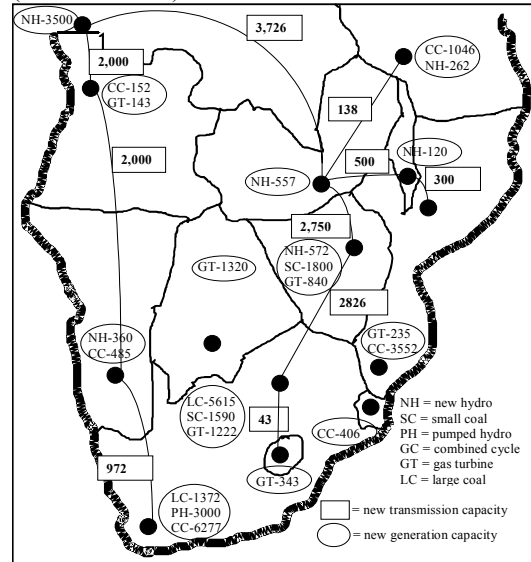 NH-3500
3,726
2,000
CC-1046
NH-262
CC-152
GT-143
138
2,000
500
NH-120
NH-557
300
2,750
GT-1320
NH-572
SC-1800
GT-840
2826
NH-360
CC-485
GT-235
CC-3552
LC-5615
SC-1590
GT-1222
43
CC-406
NH = new hydro
SC = small coal
PH = pumped hydro
GC = combined cycle
GT = gas turbine
LC = large coal
972
GT-343
LC-1372
PH-3000
CC-6277
= new transmission capacity
= new generation capacity